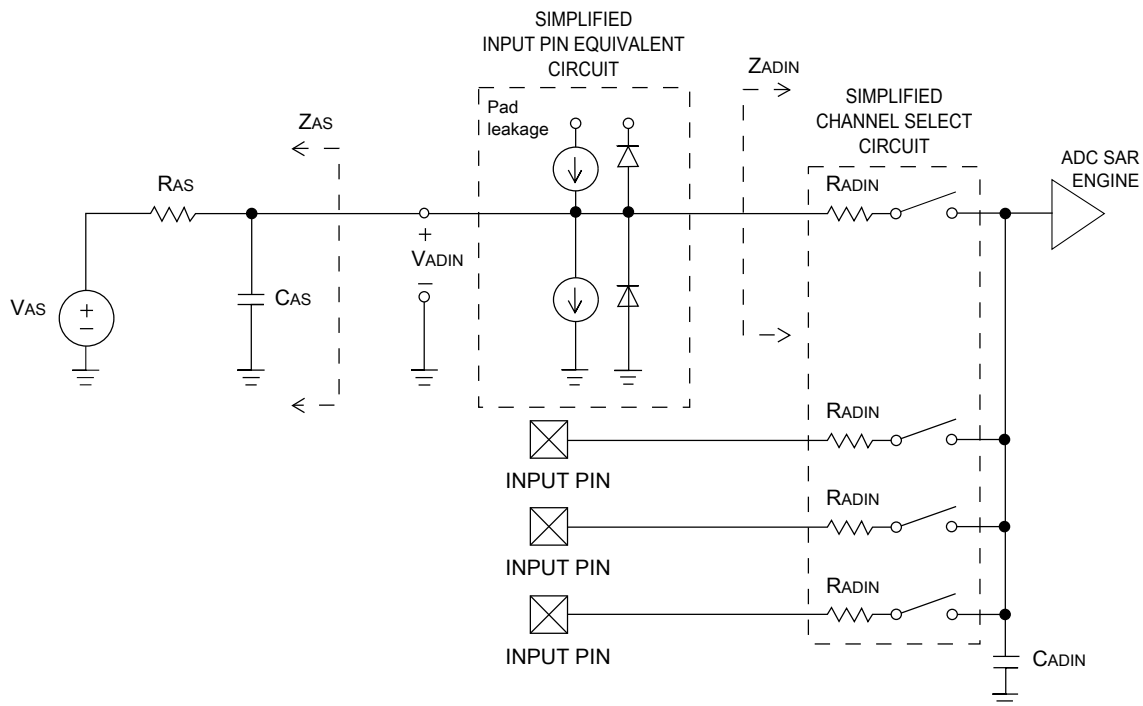 SIMPLIFIED
INPUT PIN EQUIVALENT
CIRCUIT
ZADIN
Pad
leakage
SIMPLIFIED
CHANNEL SELECT
CIRCUIT
ZAS
ADC SAR
ENGINE
RAS
RADIN
+
VADIN
−
CAS
VAS
+
−
RADIN
INPUT PIN
RADIN
INPUT PIN
RADIN
INPUT PIN
CADIN